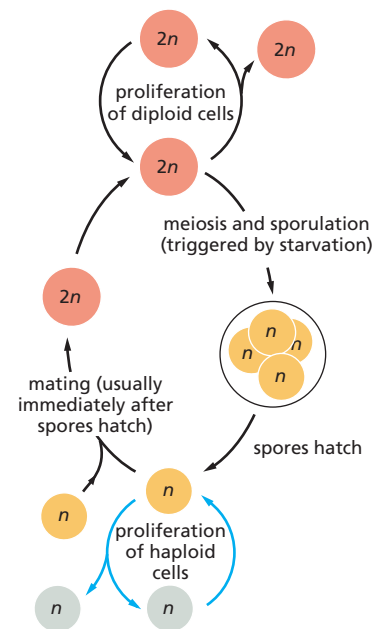 2n
2n
proliferation
of diploid cells
2n
meiosis and sporulation
(triggered by starvation)
2n
n
n
n
n
mating (usually
immediately after
spores hatch)
spores hatch
n
n
proliferation
of haploid
cells
n
n